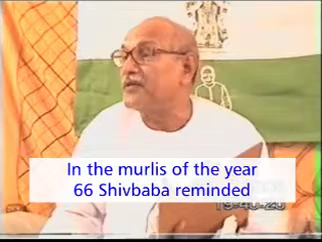 In the murlis of the year
66 Shivbaba reminded